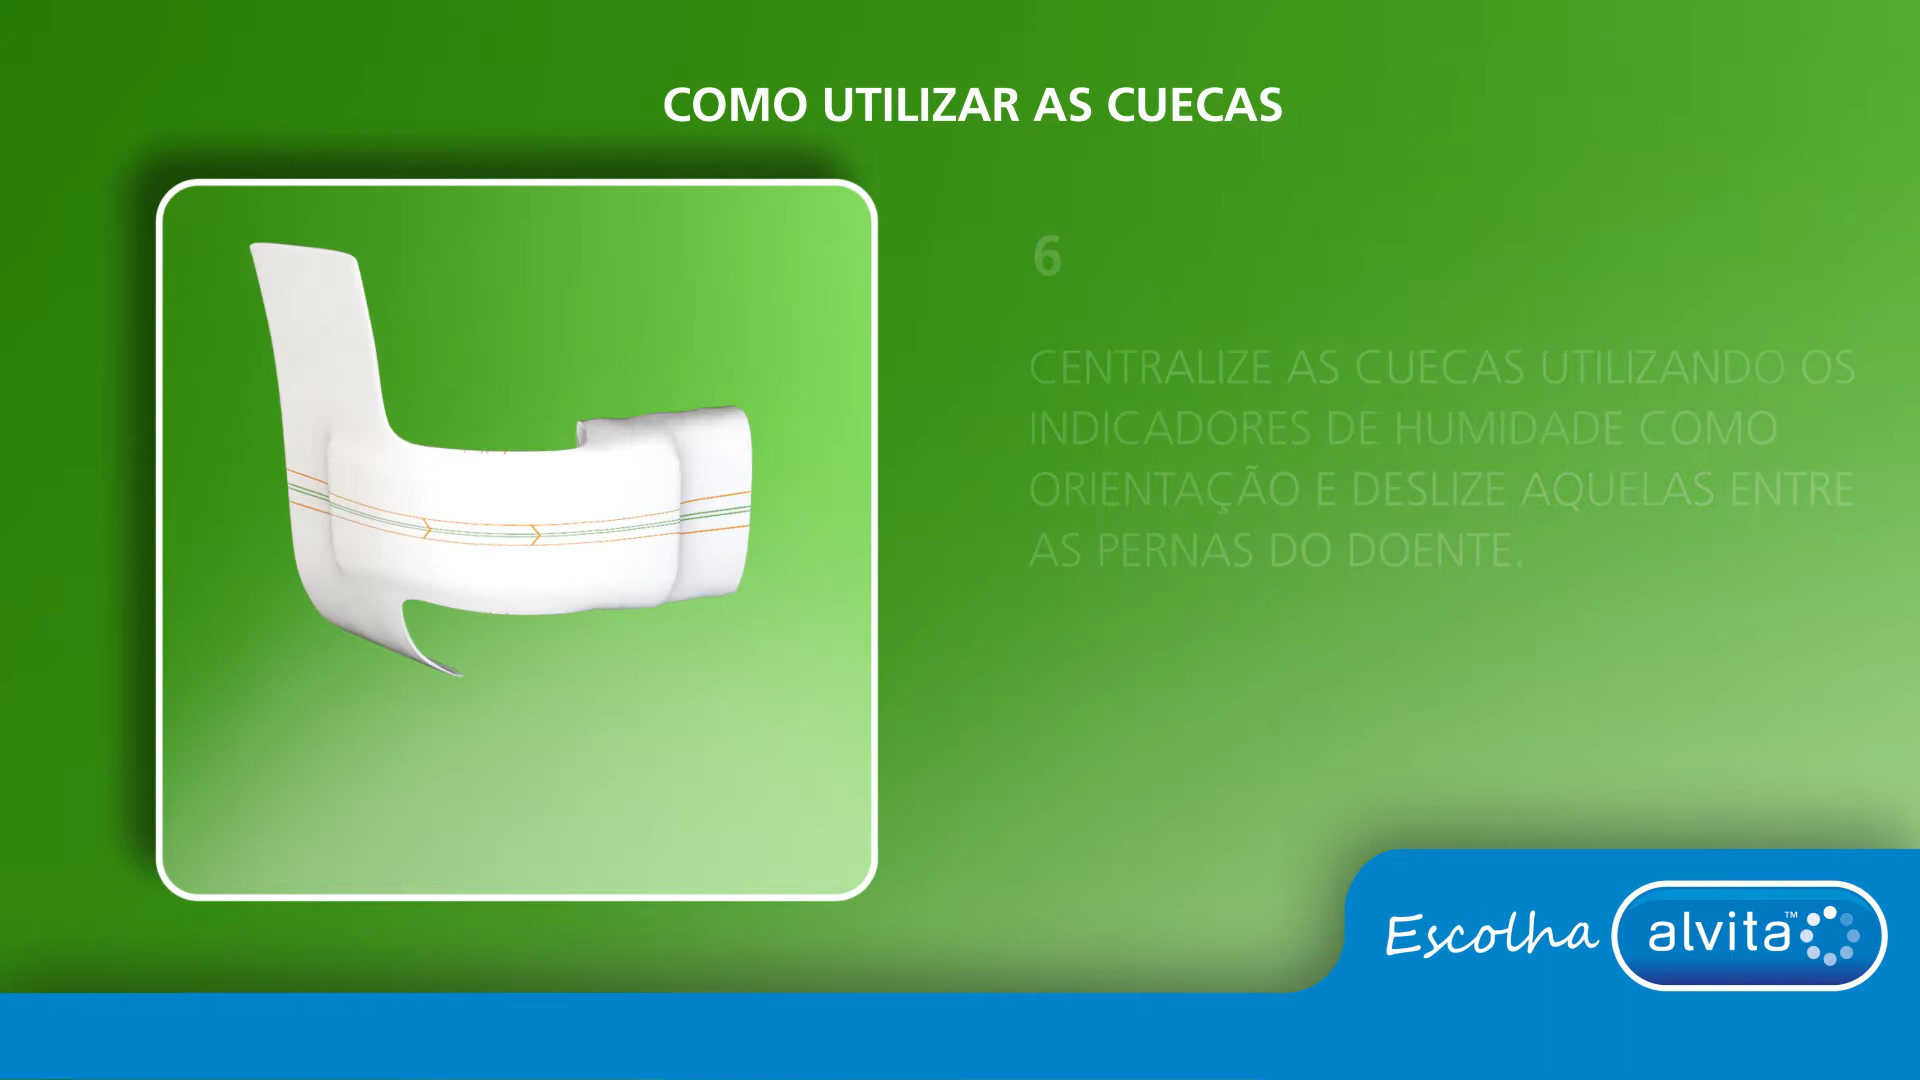 COMO UTILIZAR AS CUECAS
6
CENTRALIZE AS CUECAS UTILIZANDO OS
INDICADORES DE HUMIDADE COMO
ORIENTAÇÃO E DESLIZE AQUELAS ENTRE
AS PERNAS DO DOENTE.
Escolha alvita™